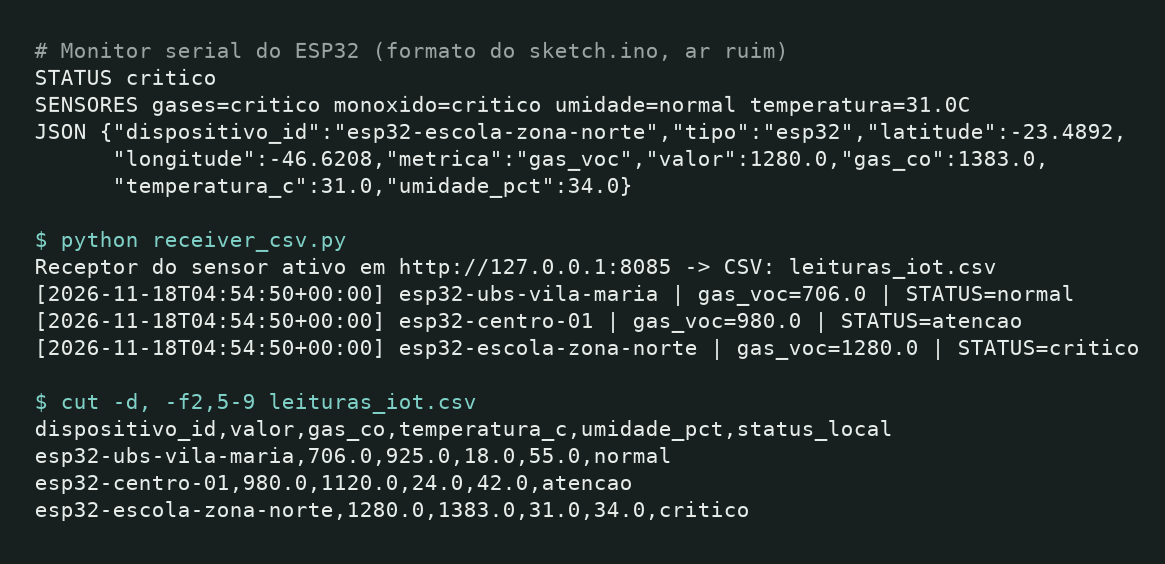 # Monitor serial do ESP32 (formato do sketch.ino, ar ruim)
STATUS critico
SENSORES gases=critico monoxido=critico umidade=normal temperatura=31.0C
JSON {"dispositivo_id":"esp32-escola-zona-norte","tipo":"esp32","latitude":-23.4892,
      "longitude":-46.6208,"metrica":"gas_voc","valor":1280.0,"gas_co":1383.0,
      "temperatura_c":31.0,"umidade_pct":34.0}
$ python receiver_csv.py
Receptor do sensor ativo em http://127.0.0.1:8085 -> CSV: leituras_iot.csv
[2026-11-18T04:54:50+00:00] esp32-ubs-vila-maria | gas_voc=706.0 | STATUS=normal
[2026-11-18T04:54:50+00:00] esp32-centro-01 | gas_voc=980.0 | STATUS=atencao
[2026-11-18T04:54:50+00:00] esp32-escola-zona-norte | gas_voc=1280.0 | STATUS=critico
$ cut -d, -f2,5-9 leituras_iot.csv
dispositivo_id,valor,gas_co,temperatura_c,umidade_pct,status_local
esp32-ubs-vila-maria,706.0,925.0,18.0,55.0,normal
esp32-centro-01,980.0,1120.0,24.0,42.0,atencao
esp32-escola-zona-norte,1280.0,1383.0,31.0,34.0,critico